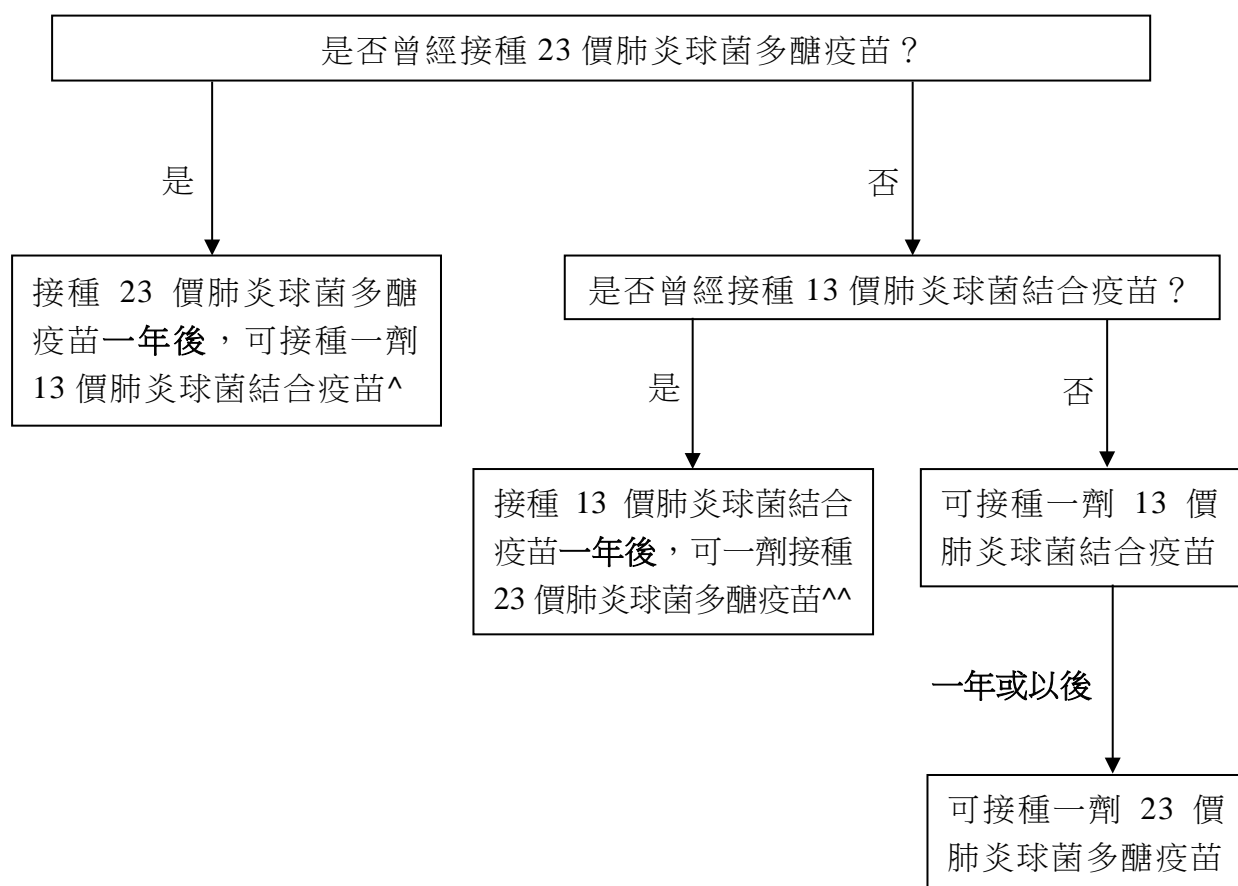 是否曾經接種 23 價肺炎球菌多醣疫苗？
是
否
接種 23 價肺炎球菌多醣
疫苗一年後，可接種一劑
13 價肺炎球菌結合疫苗^
是否曾經接種 13 價肺炎球菌結合疫苗？
是
否
接種 13 價肺炎球菌結合
疫苗一年後，可一劑接種
23 價肺炎球菌多醣疫苗^^
可接種一劑 13 價
肺炎球菌結合疫苗
一年或以後
可接種一劑 23 價
肺炎球菌多醣疫苗